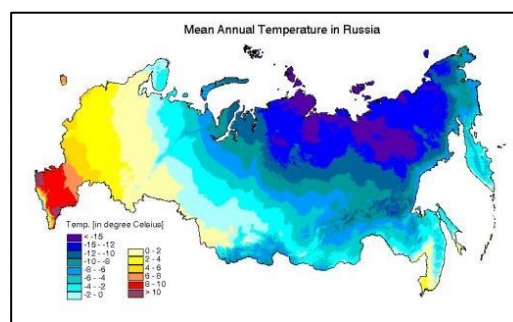 Mean Annual Temperature in Russia
Temp. [in degree Celsius]
< -15
-15 - -12
-12 - -10
-10 - -8
-8 - -6
-6 - -4
-4 - -2
-2 - 0
0 - 2
2 - 4
4 - 6
6 - 8
8 - 10
> 10